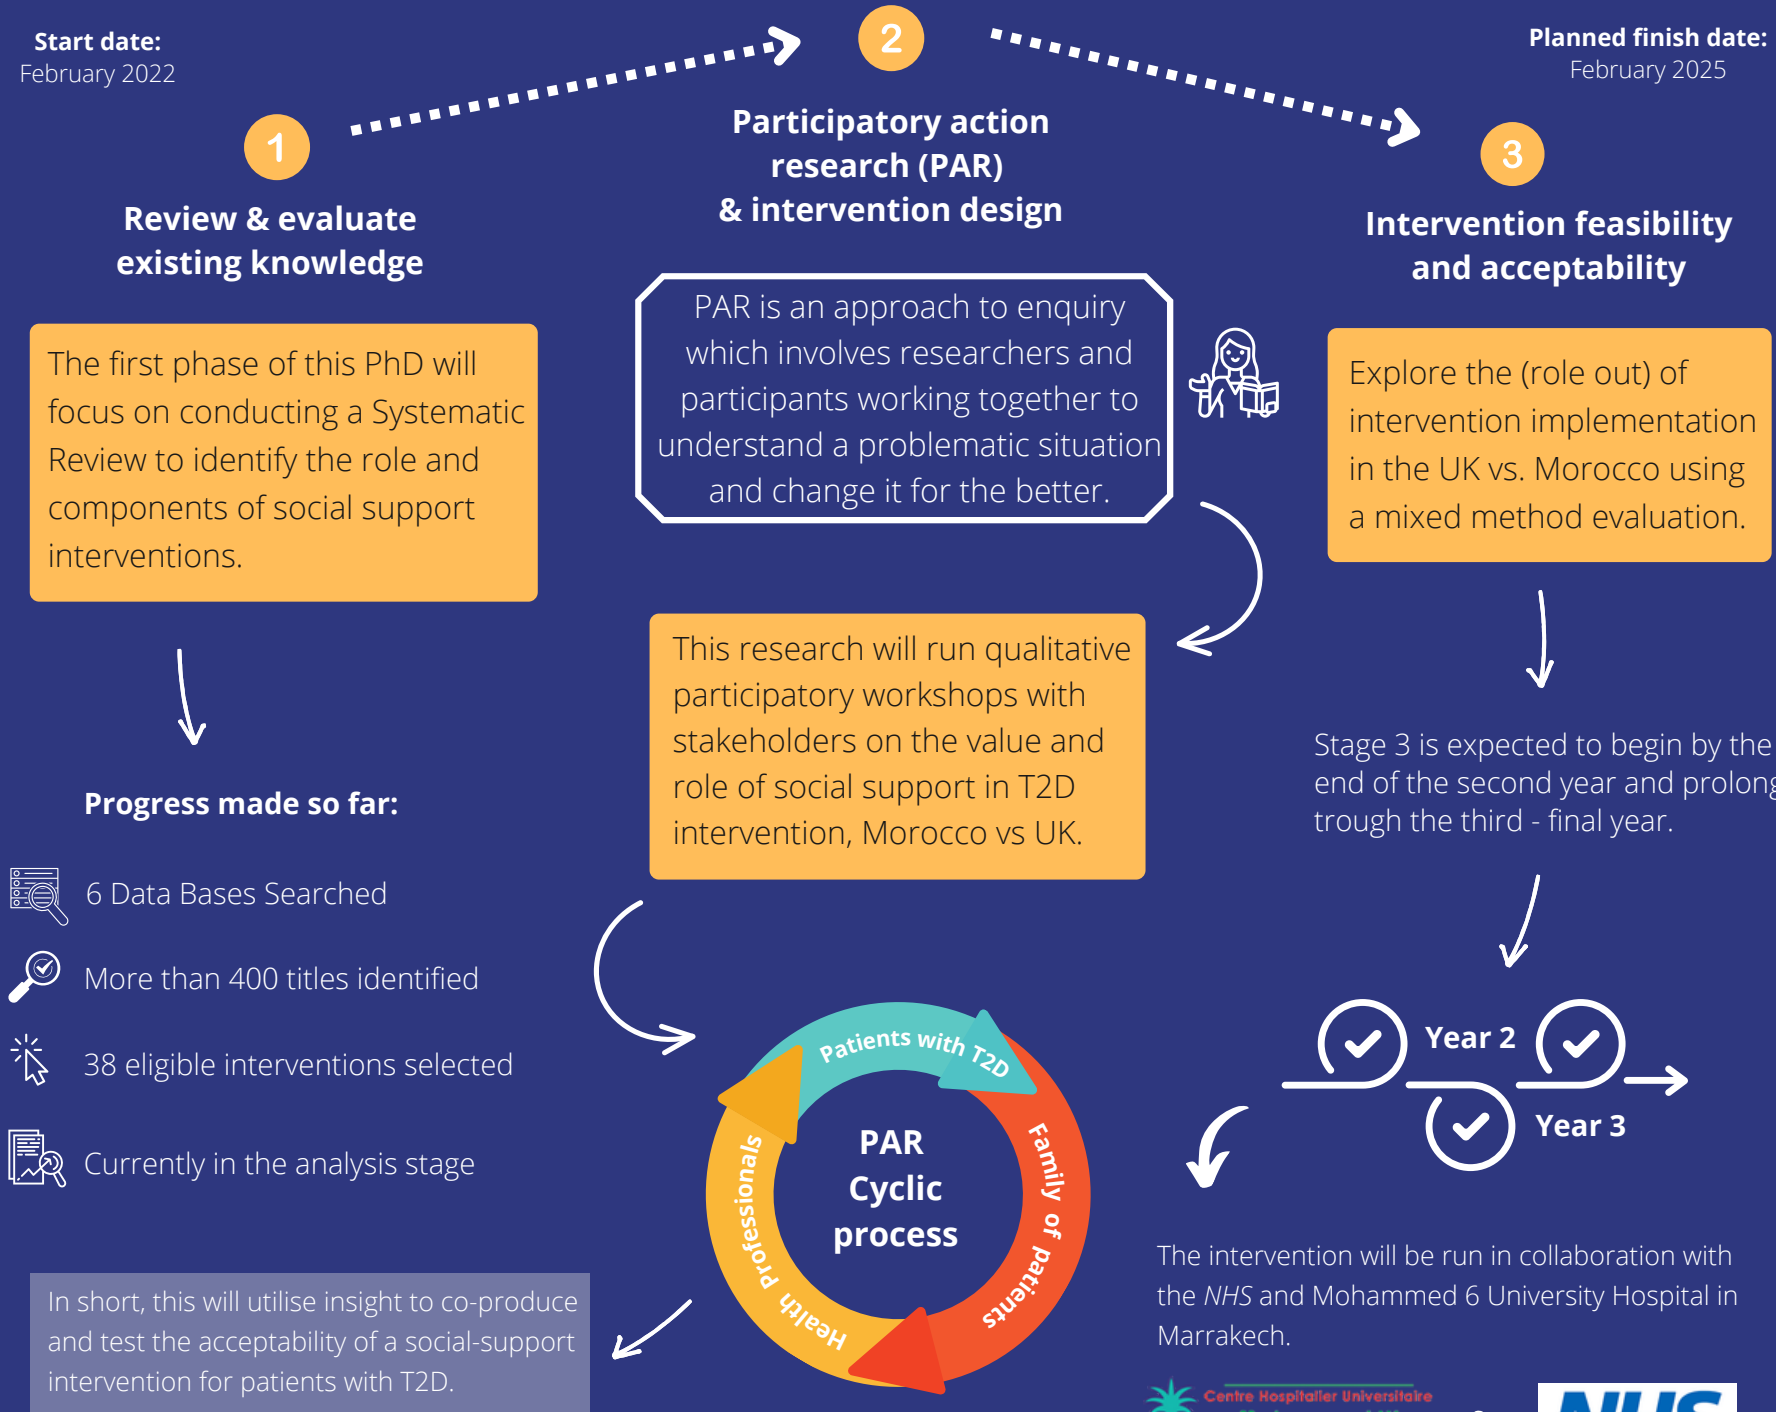 Start date:
February 2022
Planned finish date:
February 2025
1
Review & evaluate
existing knowledge
The first phase of this PhD will
focus on conducting a Systematic
Review to identify the role and
components of social support
interventions.
Progress made so far:
6 Data Bases Searched
More than 400 titles identified
38 eligible interventions selected
Currently in the analysis stage
In short, this will utilise insight to co-produce
and test the acceptability of a social-support
intervention for patients with T2D.
2
Participatory action
research (PAR)
& intervention design
PAR is an approach to enquiry
which involves researchers and
participants working together to
understand a problematic situation
and change it for the better.
This research will run qualitative
participatory workshops with
stakeholders on the value and
role of social support in T2D
intervention, Morocco vs UK.
Patients with T2D
Family of patients
Health Professionals
PAR
Cyclic
process
3
Intervention feasibility
and acceptability
Explore the (role out) of
intervention implementation
in the UK vs. Morocco using
a mixed method evaluation.
Stage 3 is expected to begin by the
end of the second year and prolong
trough the third - final year.
Year 2
Year 3
The intervention will be run in collaboration with
the NHS and Mohammed 6 University Hospital in
Marrakech.
Centre Hospitalier Universitaire
NHS